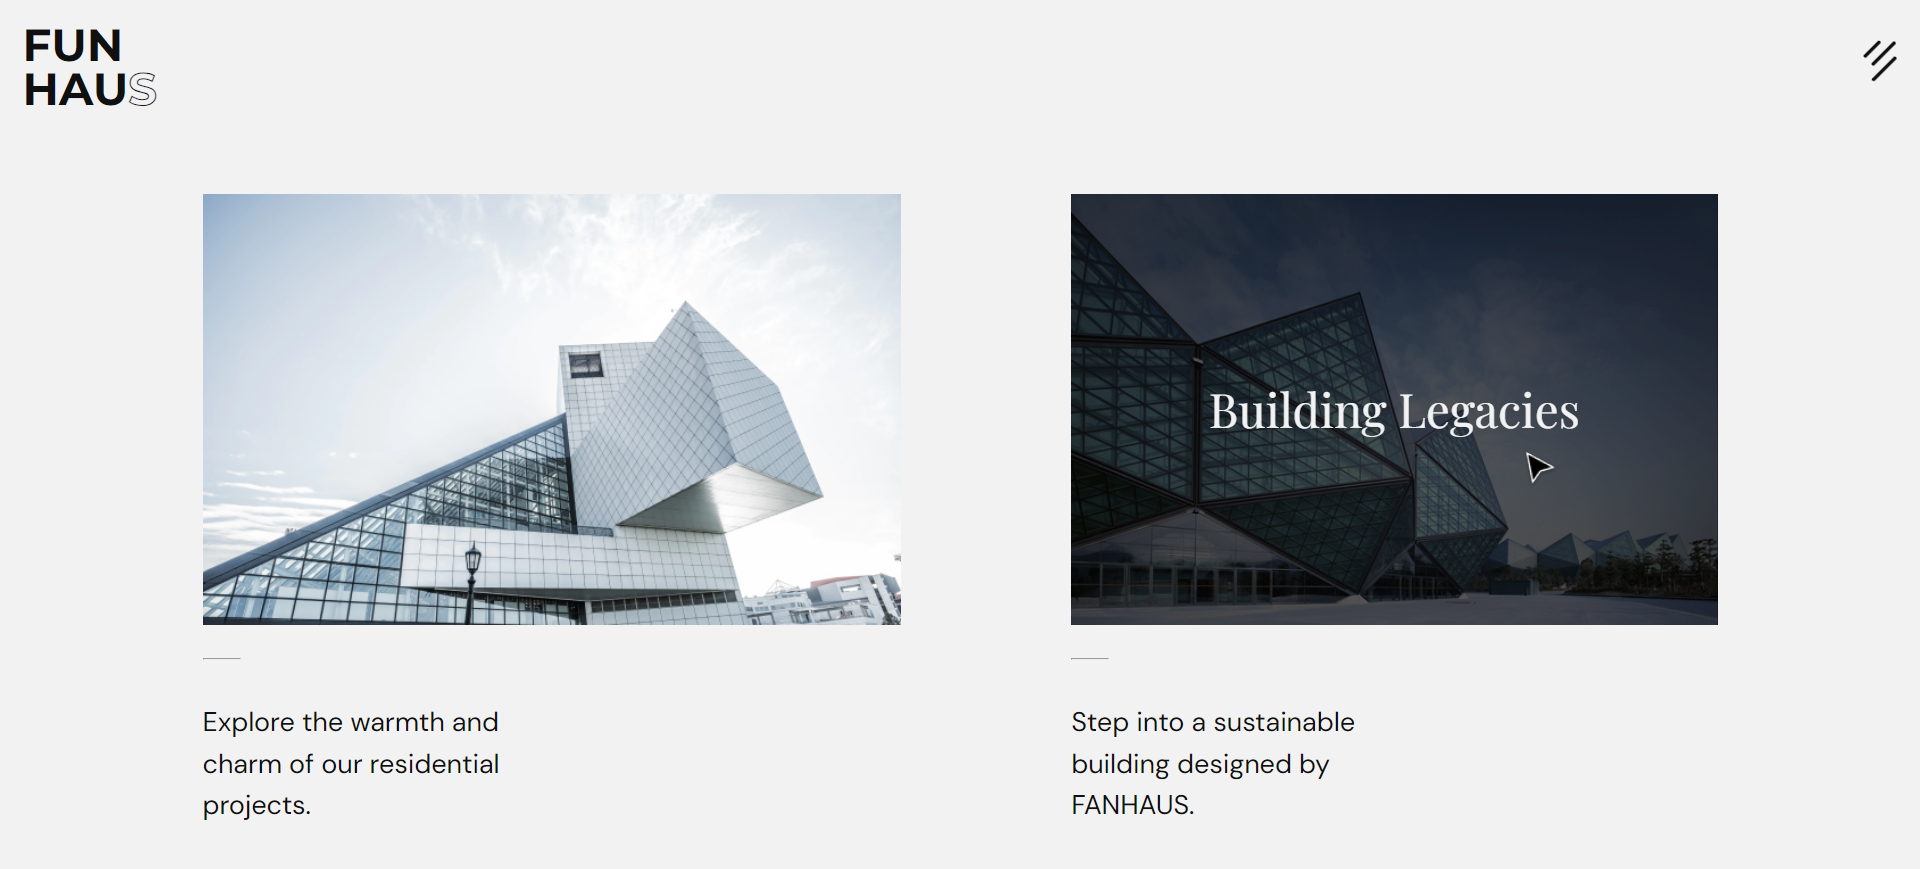 FUN
HAUS
Building Legacies
Explore the warmth and
charm of our residential
projects.
Step into a sustainable
building designed by
FANHAUS.